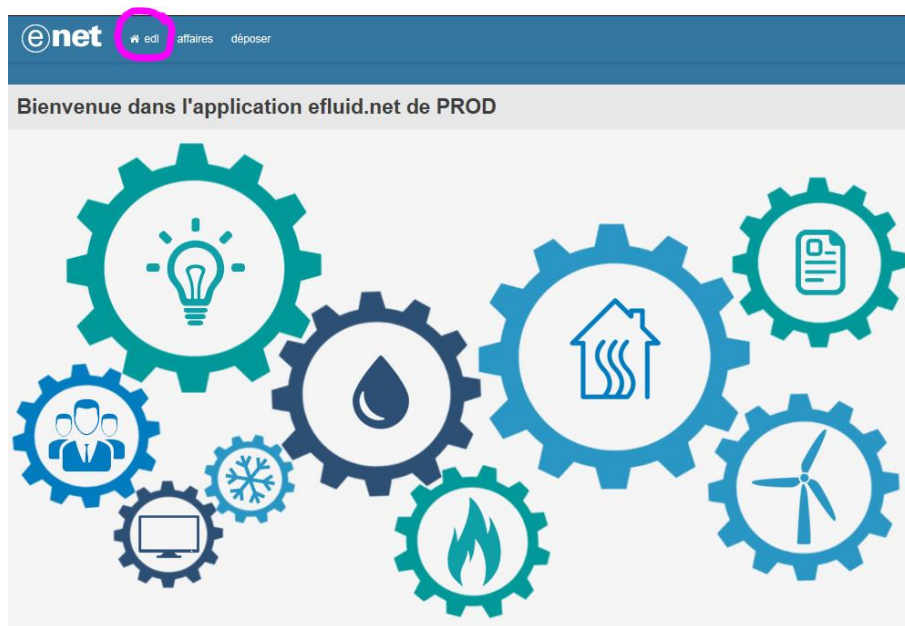 enet edl affaires déposer
Bienvenue dans l'application efluid.net de PROD